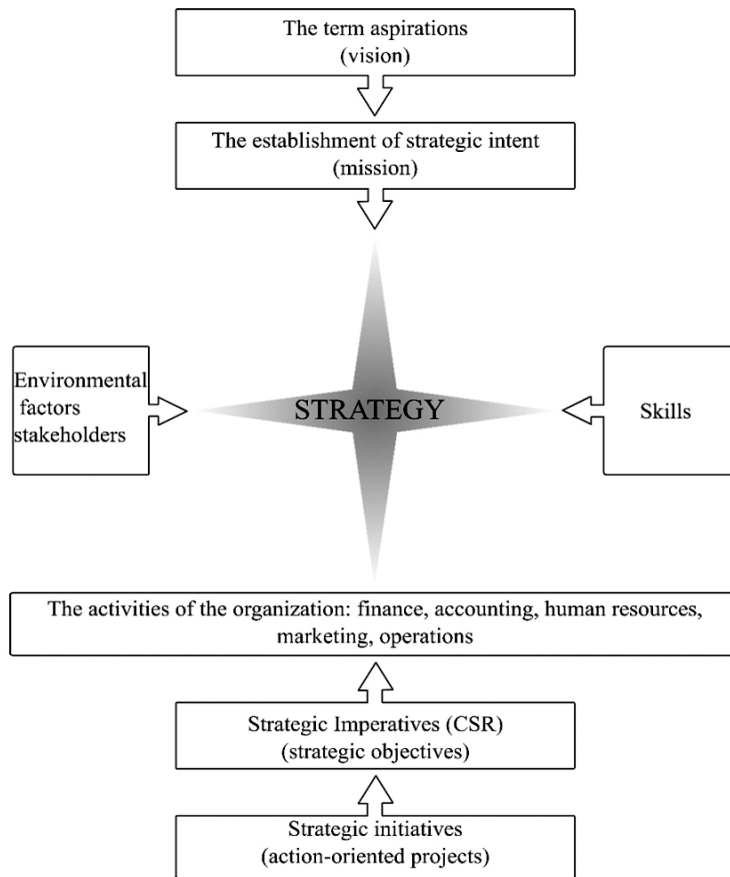 The term aspirations
(vision)
The establishment of strategic intent
(mission)
Environmental
factors
stakeholders
STRATEGY
Skills
The activities of the organization: finance, accounting, human resources,
marketing, operations
Strategic Imperatives (CSR)
(strategic objectives)
Strategic initiatives
(action-oriented projects)